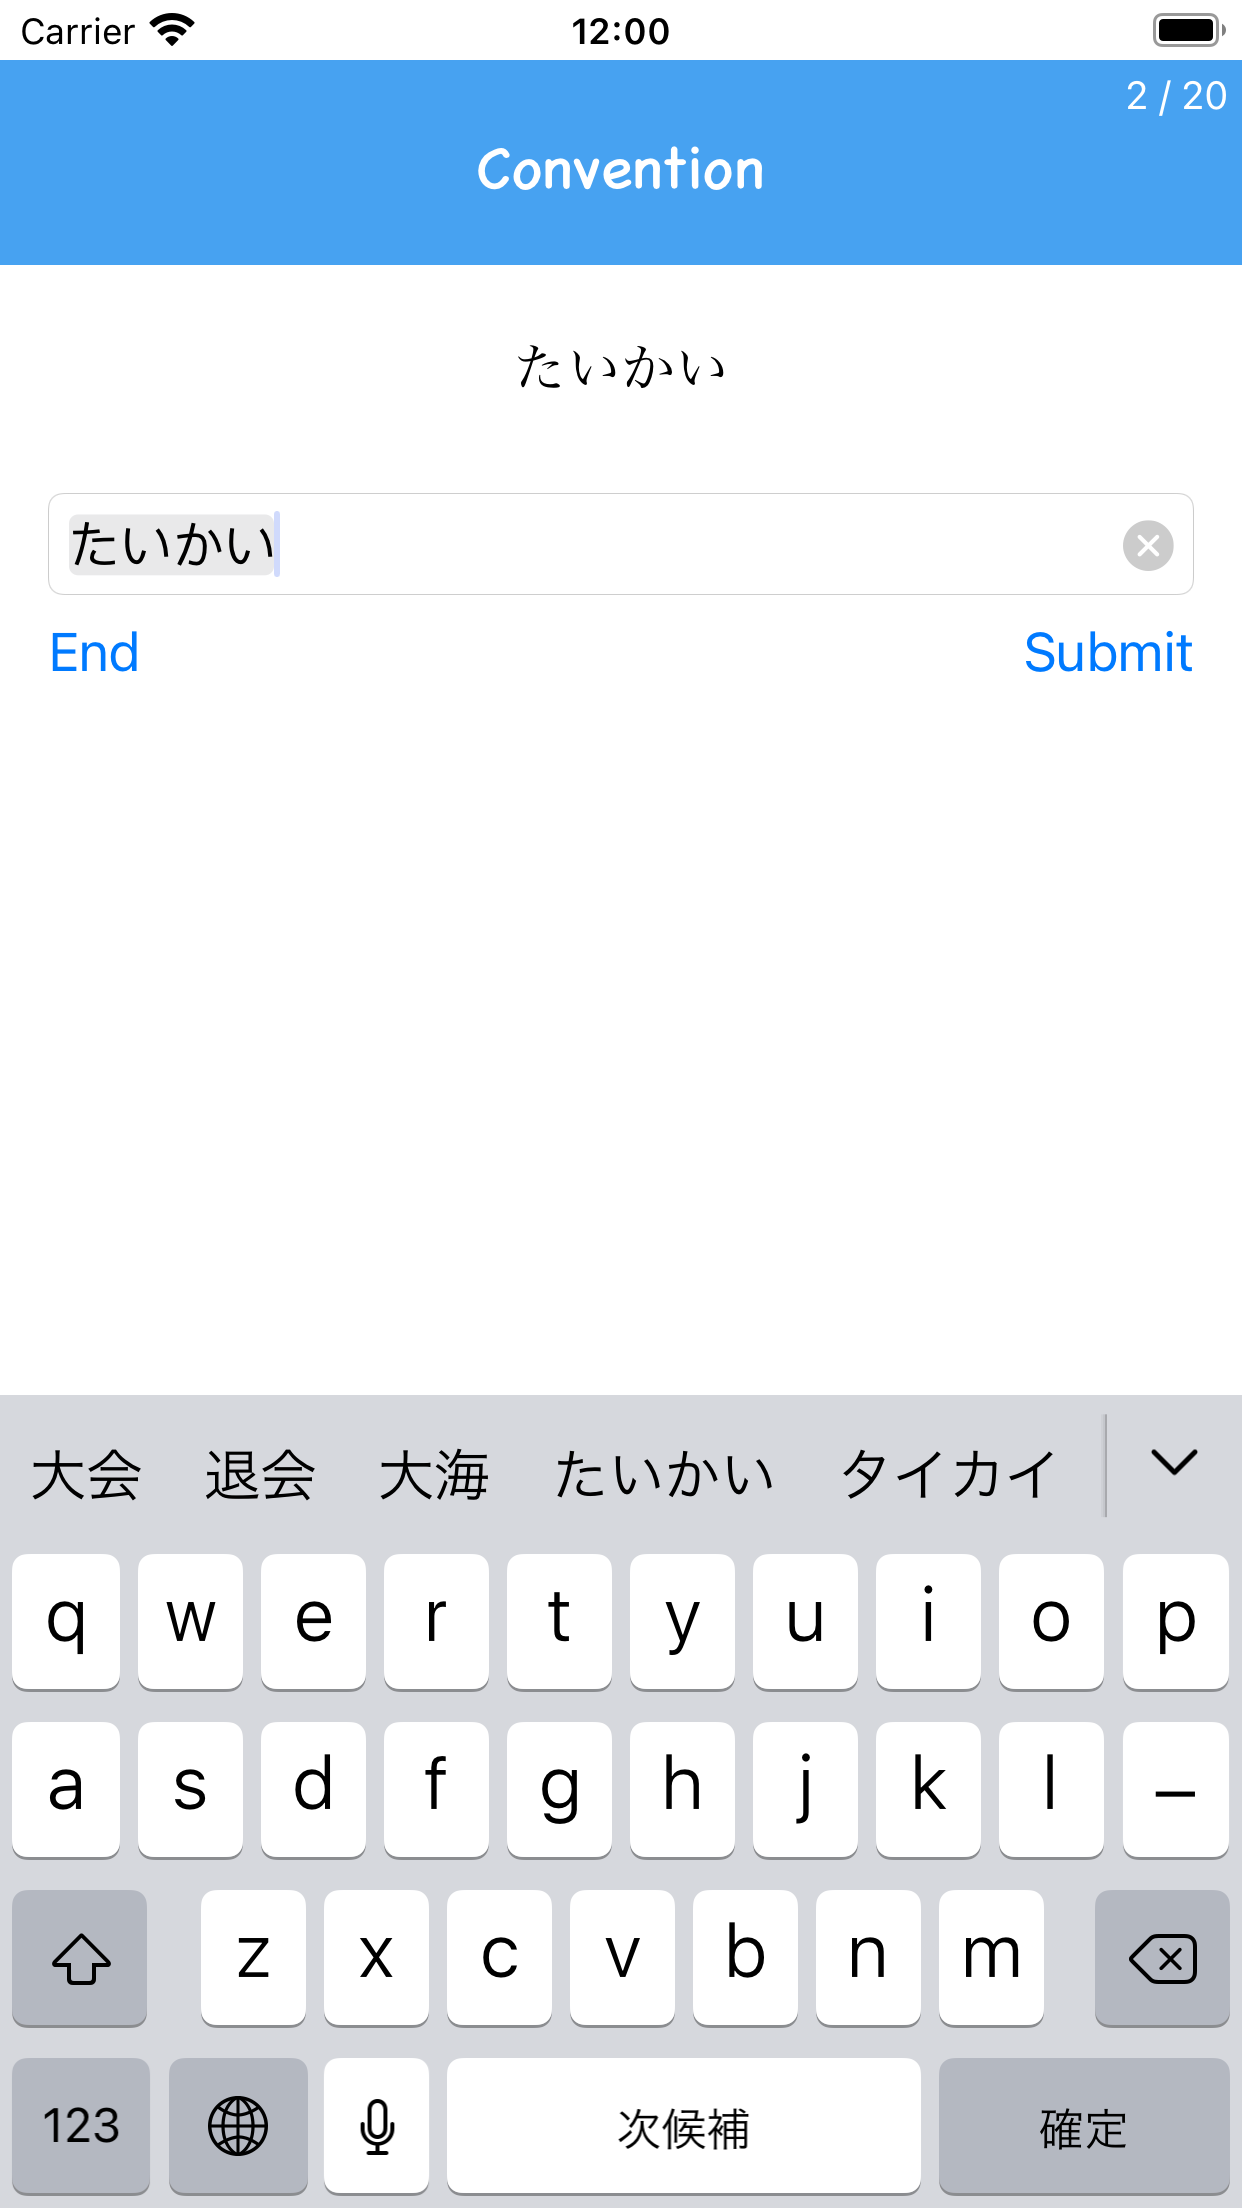 Carrier 12:00
2 / 20
Convention
たいかい
たいかい
End Submit
大会 退会 大海 たいかい タイカイ
q w e r t y u i o p
a s d f g h j k l ー
z x c v b n m
123 次候補 確定